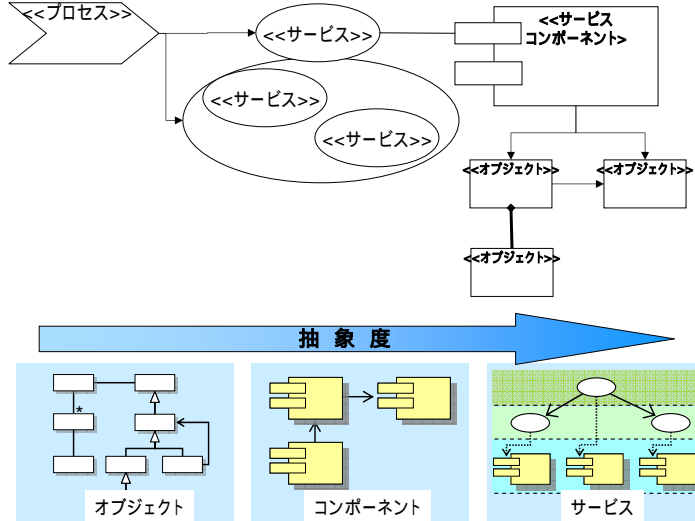 <<プロセス>>
<<サービス>>
<<サービス
コンポーネント>
<<サービス>>
<<サービス>>
<<オブジェクト>>
<<オブジェクト>>
<<オブジェクト>>
抽 象 度
*
オブジェクト
コンポーネント
サービス